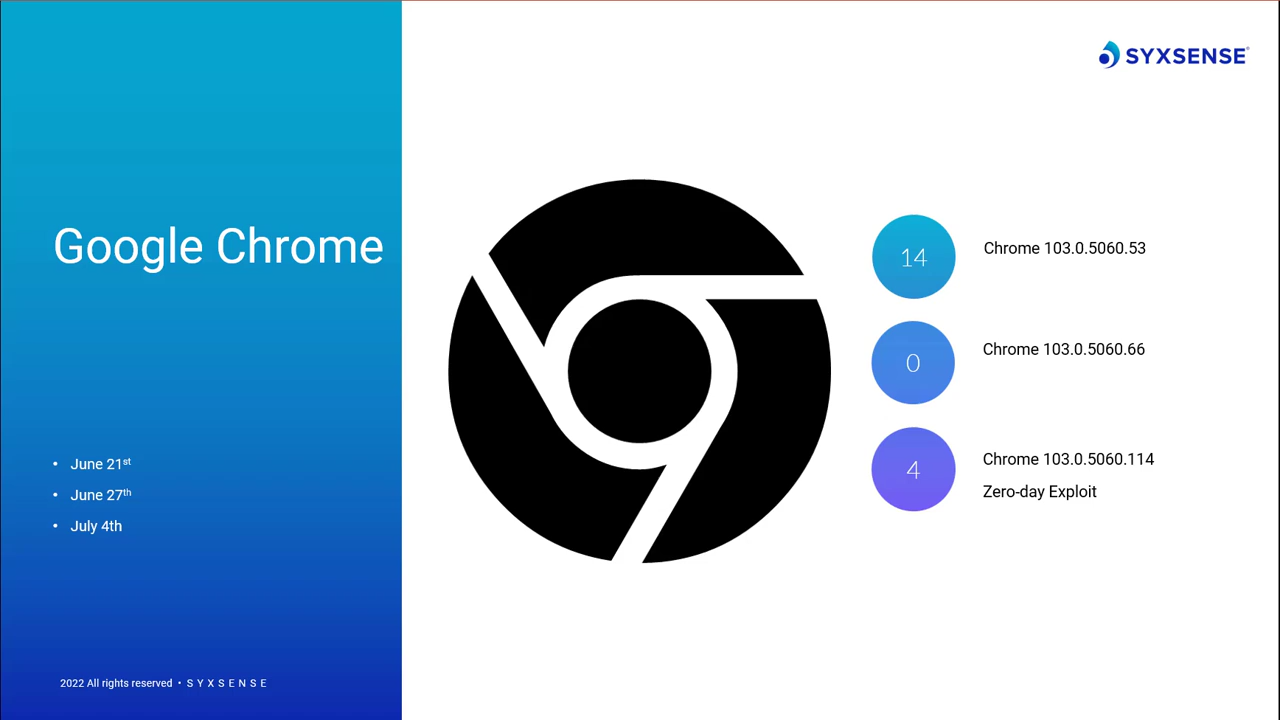 SYXSENSE
Google Chrome
• June 21st
• June 27th
• July 4th
14
Chrome 103.0.5060.53
0
Chrome 103.0.5060.66
4
Chrome 103.0.5060.114
Zero-day Exploit
2022 All rights reserved • S Y X S E N S E